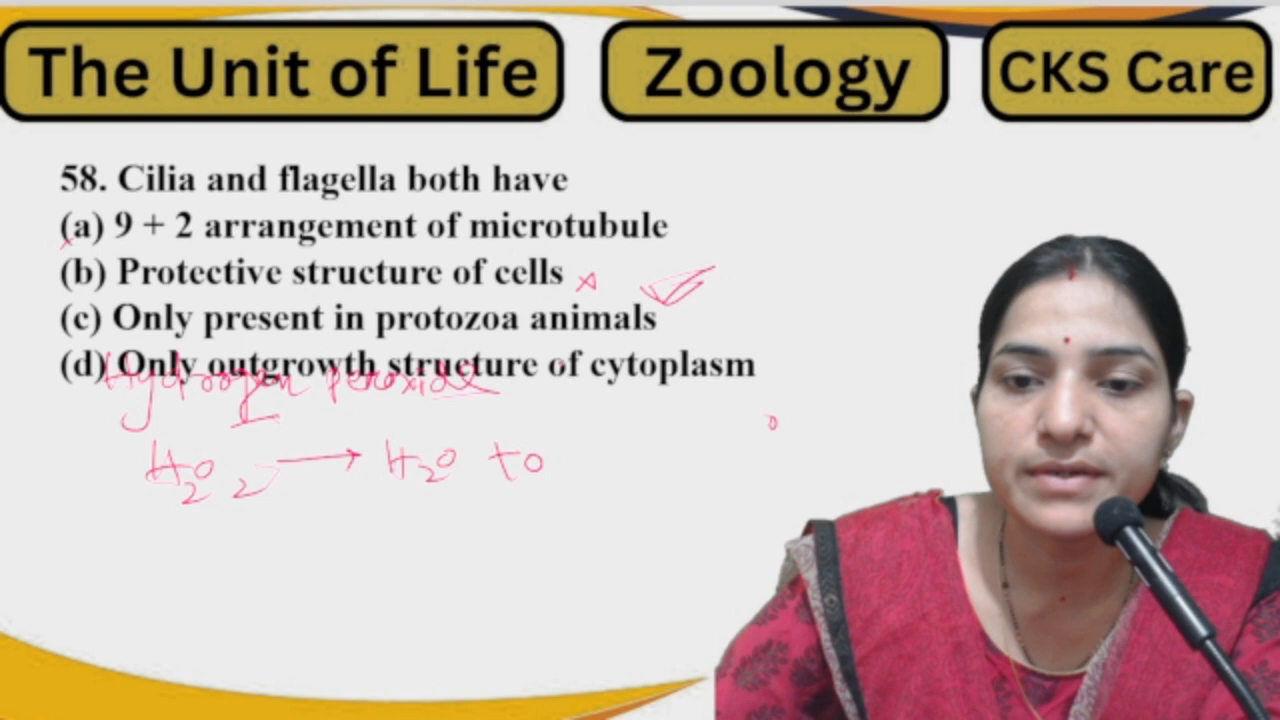 The Unit of Life
Zoology
CKS Care
58. Cilia and flagella both have
(a) 9 + 2 arrangement of microtubule
(b) Protective structure of cells
(c) Only present in protozoa animals
(d) Only outgrowth structure of cytoplasm
Hydroogen peroxide
H2O2 → H2O + O